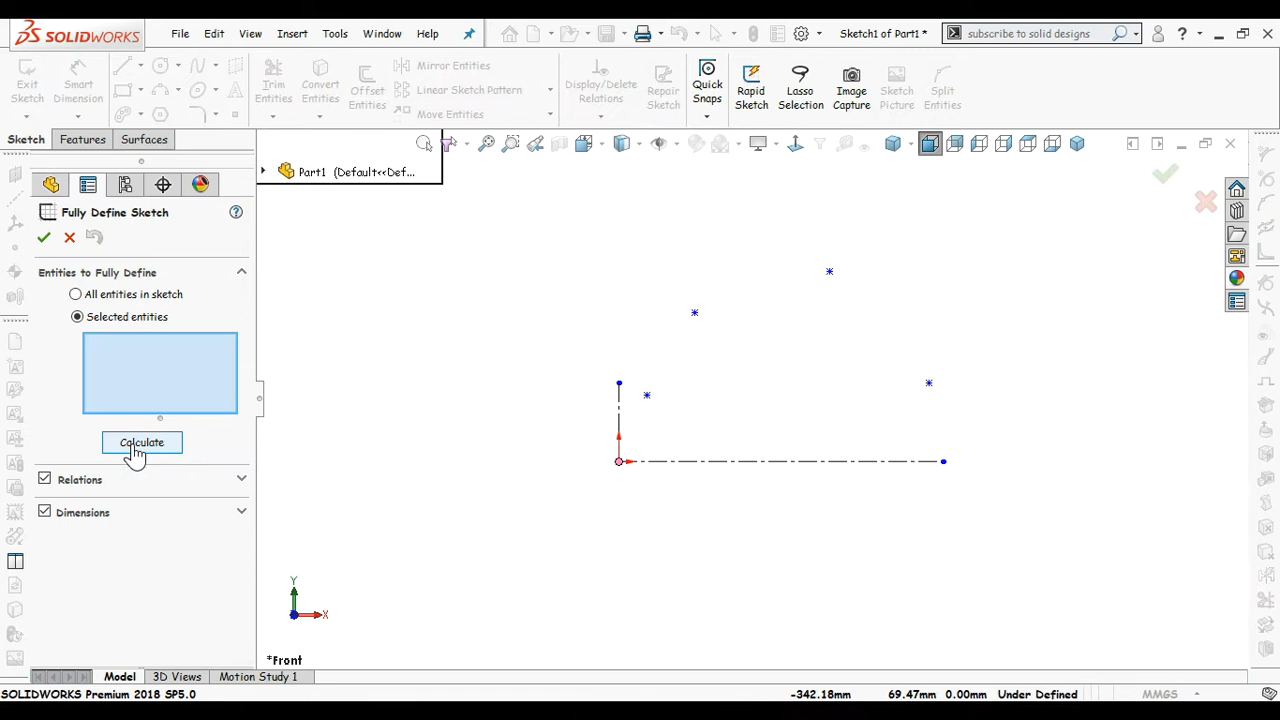 SOLIDWORKS
File Edit View Insert Tools Window Help
Sketch1 of Part1 *
subscribe to solid designs
?
Exit Sketch
Smart Dimension
Trim Entities
Convert Entities
Offset Entities
Mirror Entities
Linear Sketch Pattern
Move Entities
Display/Delete Relations
Repair Sketch
Quick Snaps
Rapid Sketch
Lasso Selection
Image Capture
Sketch Picture
Split Entities
Sketch Features Surfaces
Part1 (Default<<Def...
Fully Define Sketch
?
Entities to Fully Define
All entities in sketch
Selected entities
Calculate
Relations
Dimensions
Y
X
*Front
Model 3D Views Motion Study 1
SOLIDWORKS Premium 2018 SP5.0
-342.18mm 69.47mm 0.00mm Under Defined MMGS